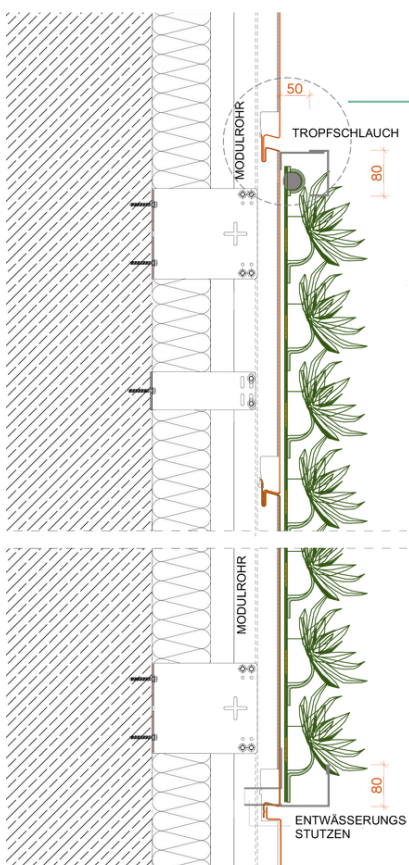 50
MODULROHR
TROPFSCHLAUCH
80
MODULROHR
80
ENTWÄSSERUNGS
STUTZEN